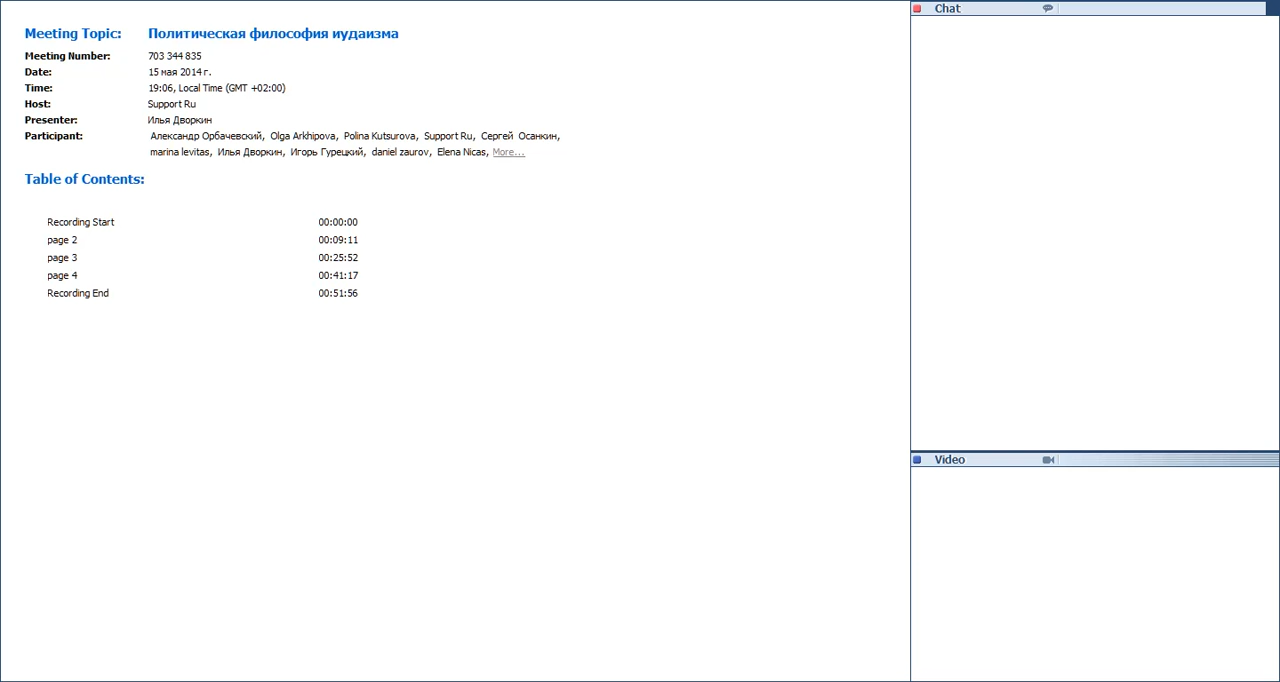 Meeting Topic: Политическая философия иудаизма
Meeting Number: 703 344 835
Date: 15 мая 2014 г.
Time: 19:06, Local Time (GMT +02:00)
Host: Support Ru
Presenter: Илья Дворкин
Participant: Александр Орбачевский, Olga Arkhipova, Polina Kutsurova, Support Ru, Сергей Осанкин,
marina levitas, Илья Дворкин, Игорь Гурецкий, daniel zaurov, Elena Nicas, More...
Table of Contents:
Recording Start 00:00:00
page 2 00:09:11
page 3 00:25:52
page 4 00:41:17
Recording End 00:51:56
Chat
Video